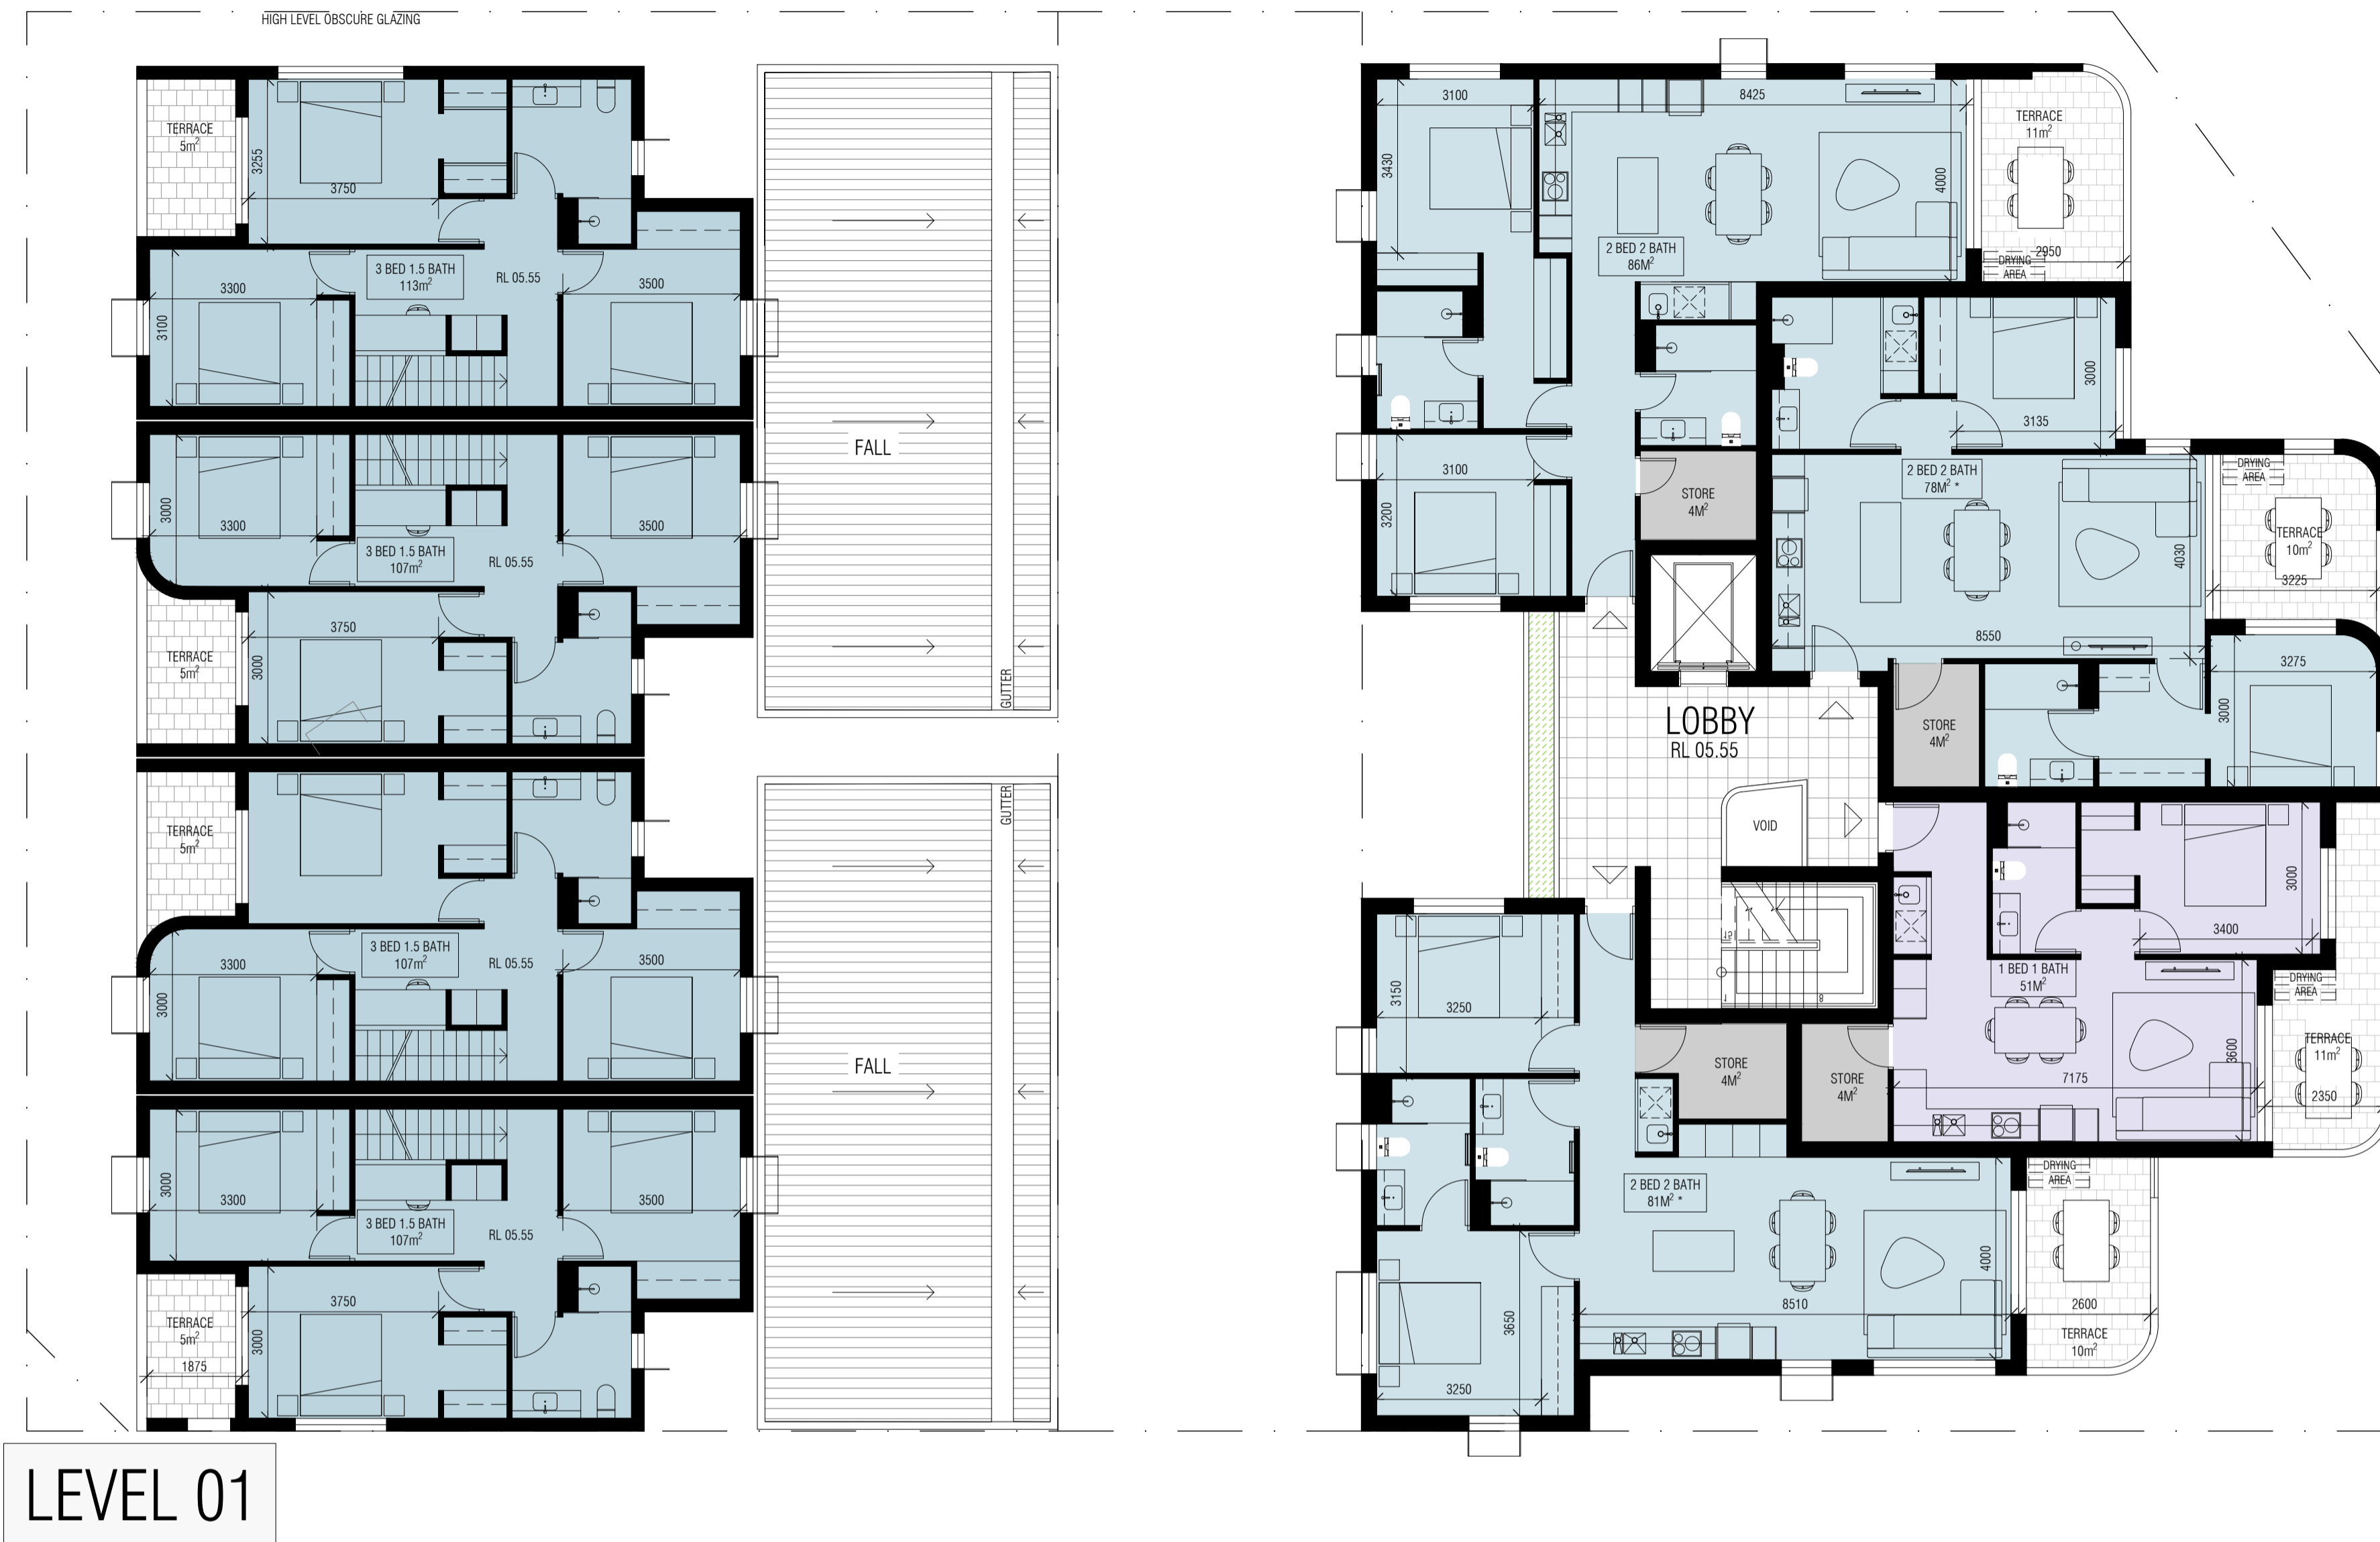 HIGH LEVEL OBSCURE GLAZING
TERRACE
5m²
3255
3750
3 BED 1.5 BATH
113m²
RL 05.55
3300
3100
3500
3000
3300
3 BED 1.5 BATH
107m²
RL 05.55
3500
TERRACE
5m²
3750
3000
TERRACE
5m²
3300
3000
3 BED 1.5 BATH
107m²
RL 05.55
3500
3000
3300
3 BED 1.5 BATH
107m²
RL 05.55
3500
TERRACE
5m²
1875
3750
3000
FALL
GUTTER
GUTTER
FALL
3100
8425
3430
4000
2 BED 2 BATH
86M²
TERRACE
11m²
2950
DRYING
AREA
3000
3135
3100
3200
STORE
4M²
2 BED 2 BATH
78M² *
4030
8550
DRYING
AREA
TERRACE
10m²
3225
3275
3000
STORE
4M²
LOBBY
RL 05.55
VOID
15
1
8
3000
3400
1 BED 1 BATH
51M²
3600
7175
DRYING
AREA
TERRACE
11m²
2350
3150
3250
STORE
4M²
STORE
4M²
2 BED 2 BATH
81M² *
4000
8510
3650
3250
DRYING
AREA
2600
TERRACE
10m²
LEVEL 01